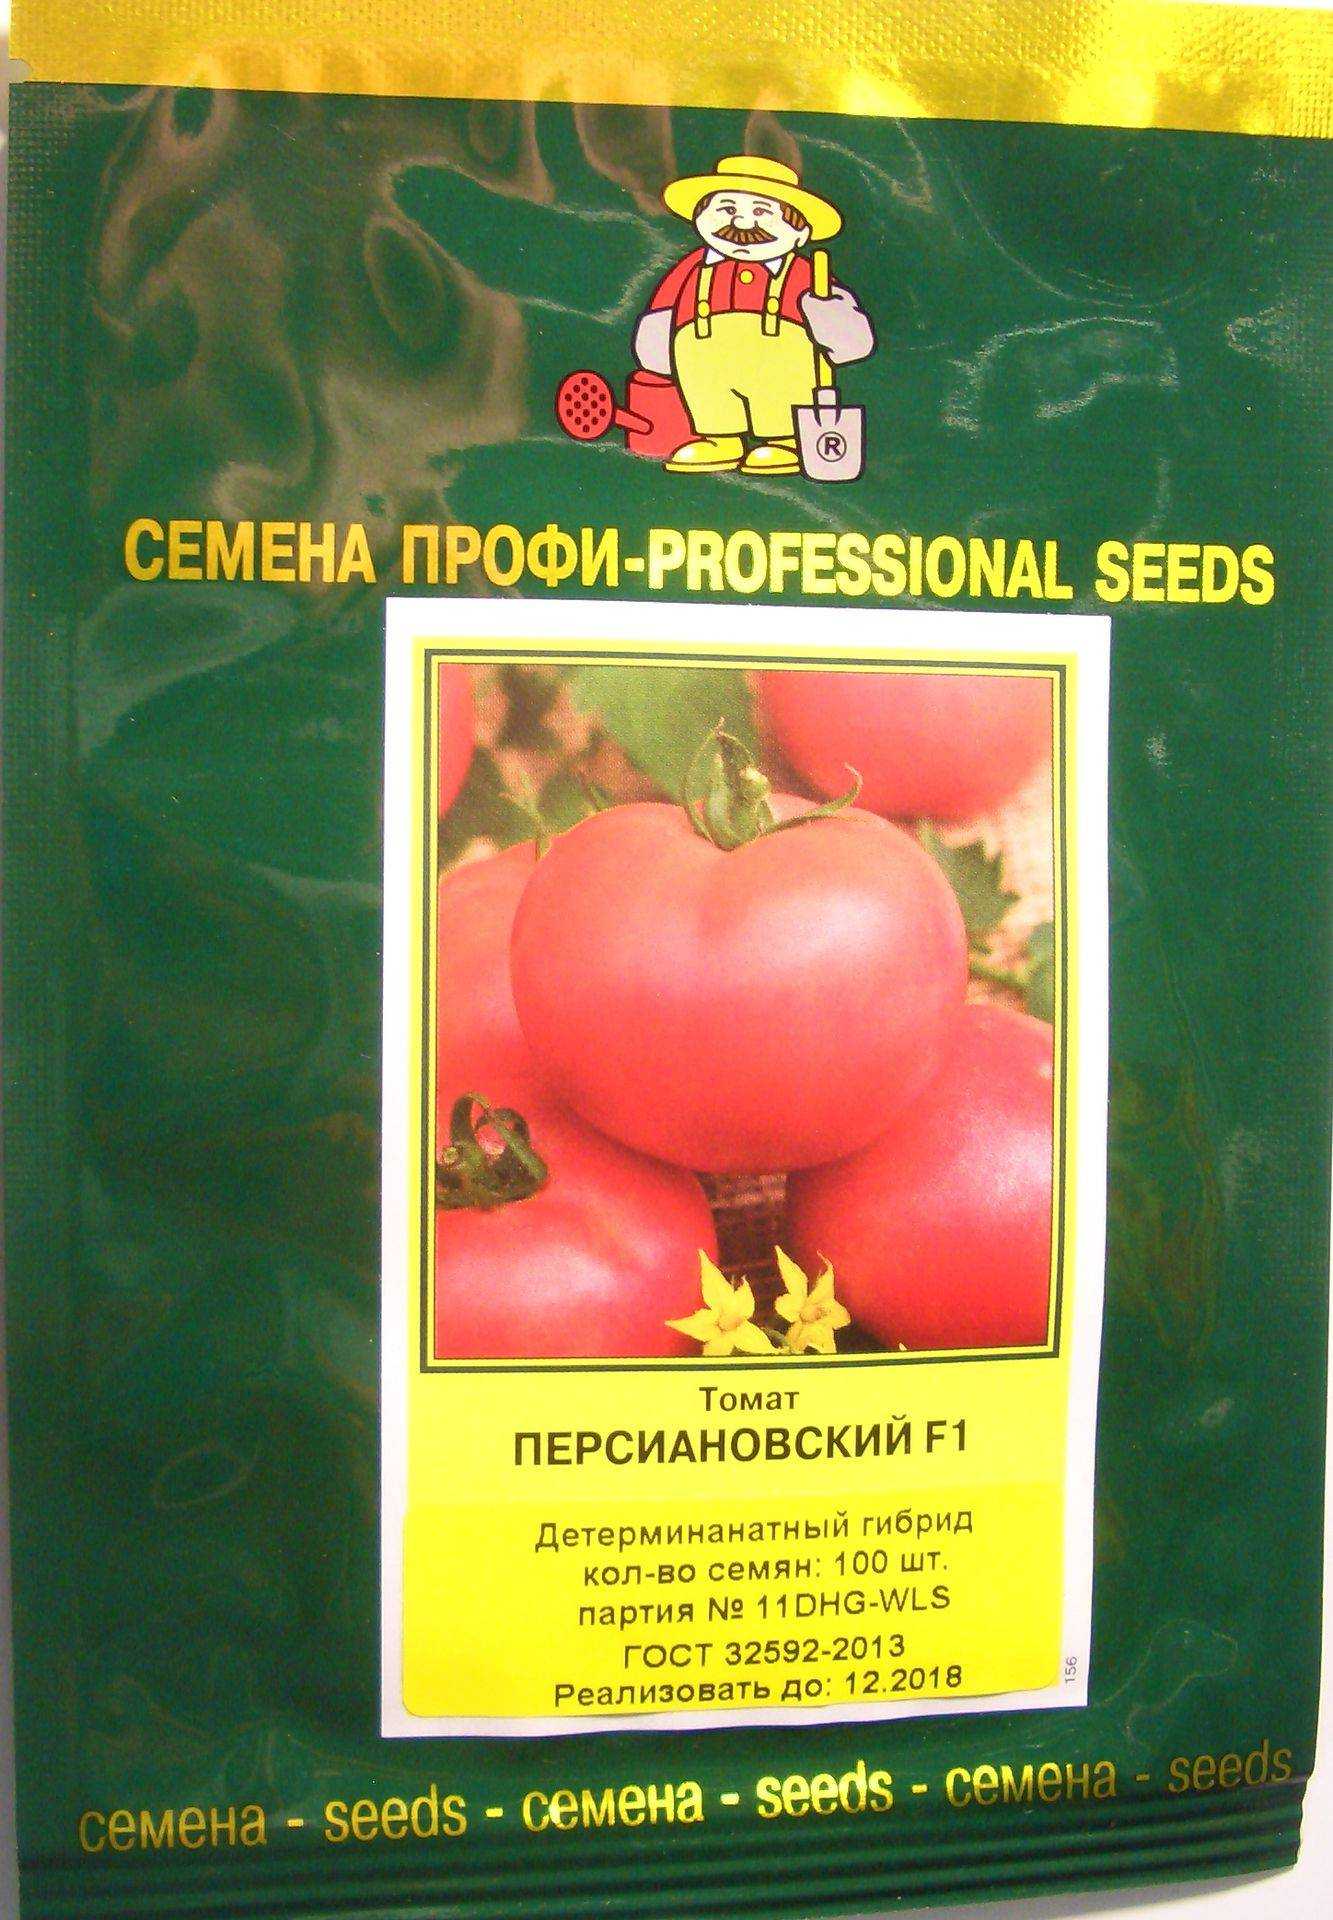 ®
СЕМЕНА ПРОФИ-PROFESSIONAL SEEDS
Томат
ПЕРСИАНОВСКИЙ F1
Детерминанатный гибрид
кол-во семян: 100 шт.
партия № 11DHG-WLS
ГОСТ 32592-2013
Реализовать до: 12.2018
156
семена - seeds - семена - seeds - семена - seeds